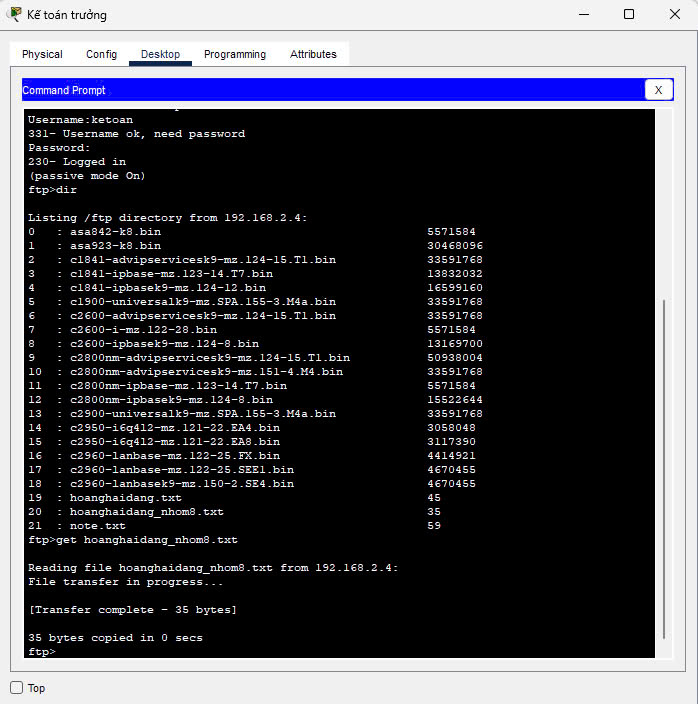 Kế toán trưởng
Physical Config Desktop Programming Attributes
Command Prompt X
Username:ketoan
331- Username ok, need password
Password:
230- Logged in
(passive mode On)
ftp>dir
Listing /ftp directory from 192.168.2.4:
0 : asa842-k8.bin 5571584
1 : asa923-k8.bin 30468096
2 : c1841-advipservicesk9-mz.124-15.T1.bin 33591768
3 : c1841-ipbase-mz.123-14.T7.bin 13832032
4 : c1841-ipbasek9-mz.124-12.bin 16599160
5 : c1900-universalk9-mz.SPA.155-3.M4a.bin 33591768
6 : c2600-advipservicesk9-mz.124-15.T1.bin 33591768
7 : c2600-i-mz.122-28.bin 5571584
8 : c2600-ipbasek9-mz.124-8.bin 13169700
9 : c2800nm-advipservicesk9-mz.124-15.T1.bin 50938004
10 : c2800nm-advipservicesk9-mz.151-4.M4.bin 33591768
11 : c2800nm-ipbase-mz.123-14.T7.bin 5571584
12 : c2800nm-ipbasek9-mz.124-8.bin 15522644
13 : c2900-universalk9-mz.SPA.155-3.M4a.bin 33591768
14 : c2950-i6q4l2-mz.121-22.EA4.bin 3058048
15 : c2950-i6q4l2-mz.121-22.EA8.bin 3117390
16 : c2960-lanbase-mz.122-25.FX.bin 4414921
17 : c2960-lanbase-mz.122-25.SEE1.bin 4670455
18 : c2960-lanbasek9-mz.150-2.SE4.bin 4670455
19 : hoanghaidang.txt 45
20 : hoanghaidang_nhom8.txt 35
21 : note.txt 59
ftp>get hoanghaidang_nhom8.txt
Reading file hoanghaidang_nhom8.txt from 192.168.2.4:
File transfer in progress...
[Transfer complete - 35 bytes]
35 bytes copied in 0 secs
ftp>
Top